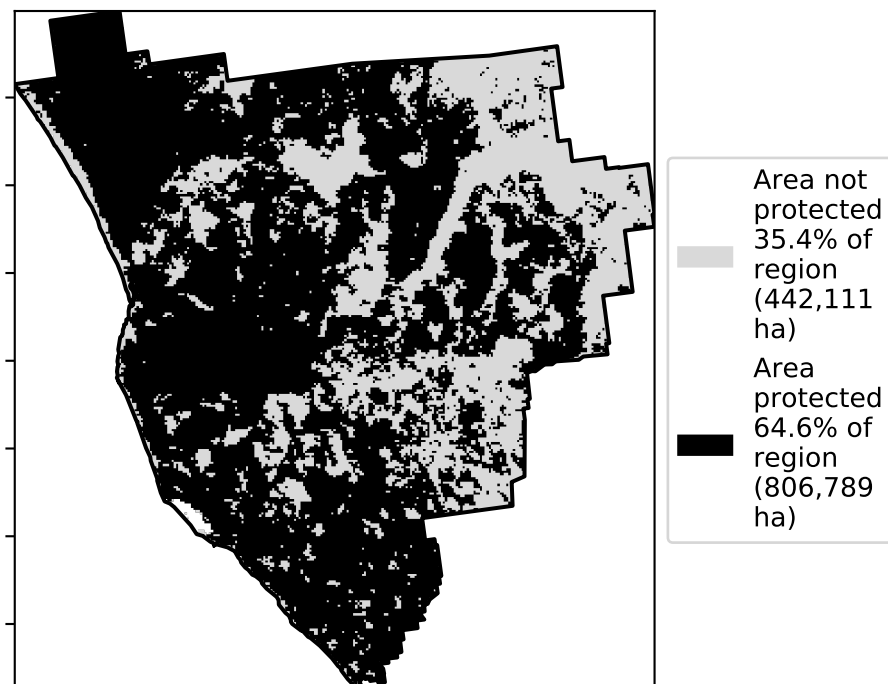 Area not
protected
35.4% of
region
(442,111
ha)
Area
protected
64.6% of
region
(806,789
ha)